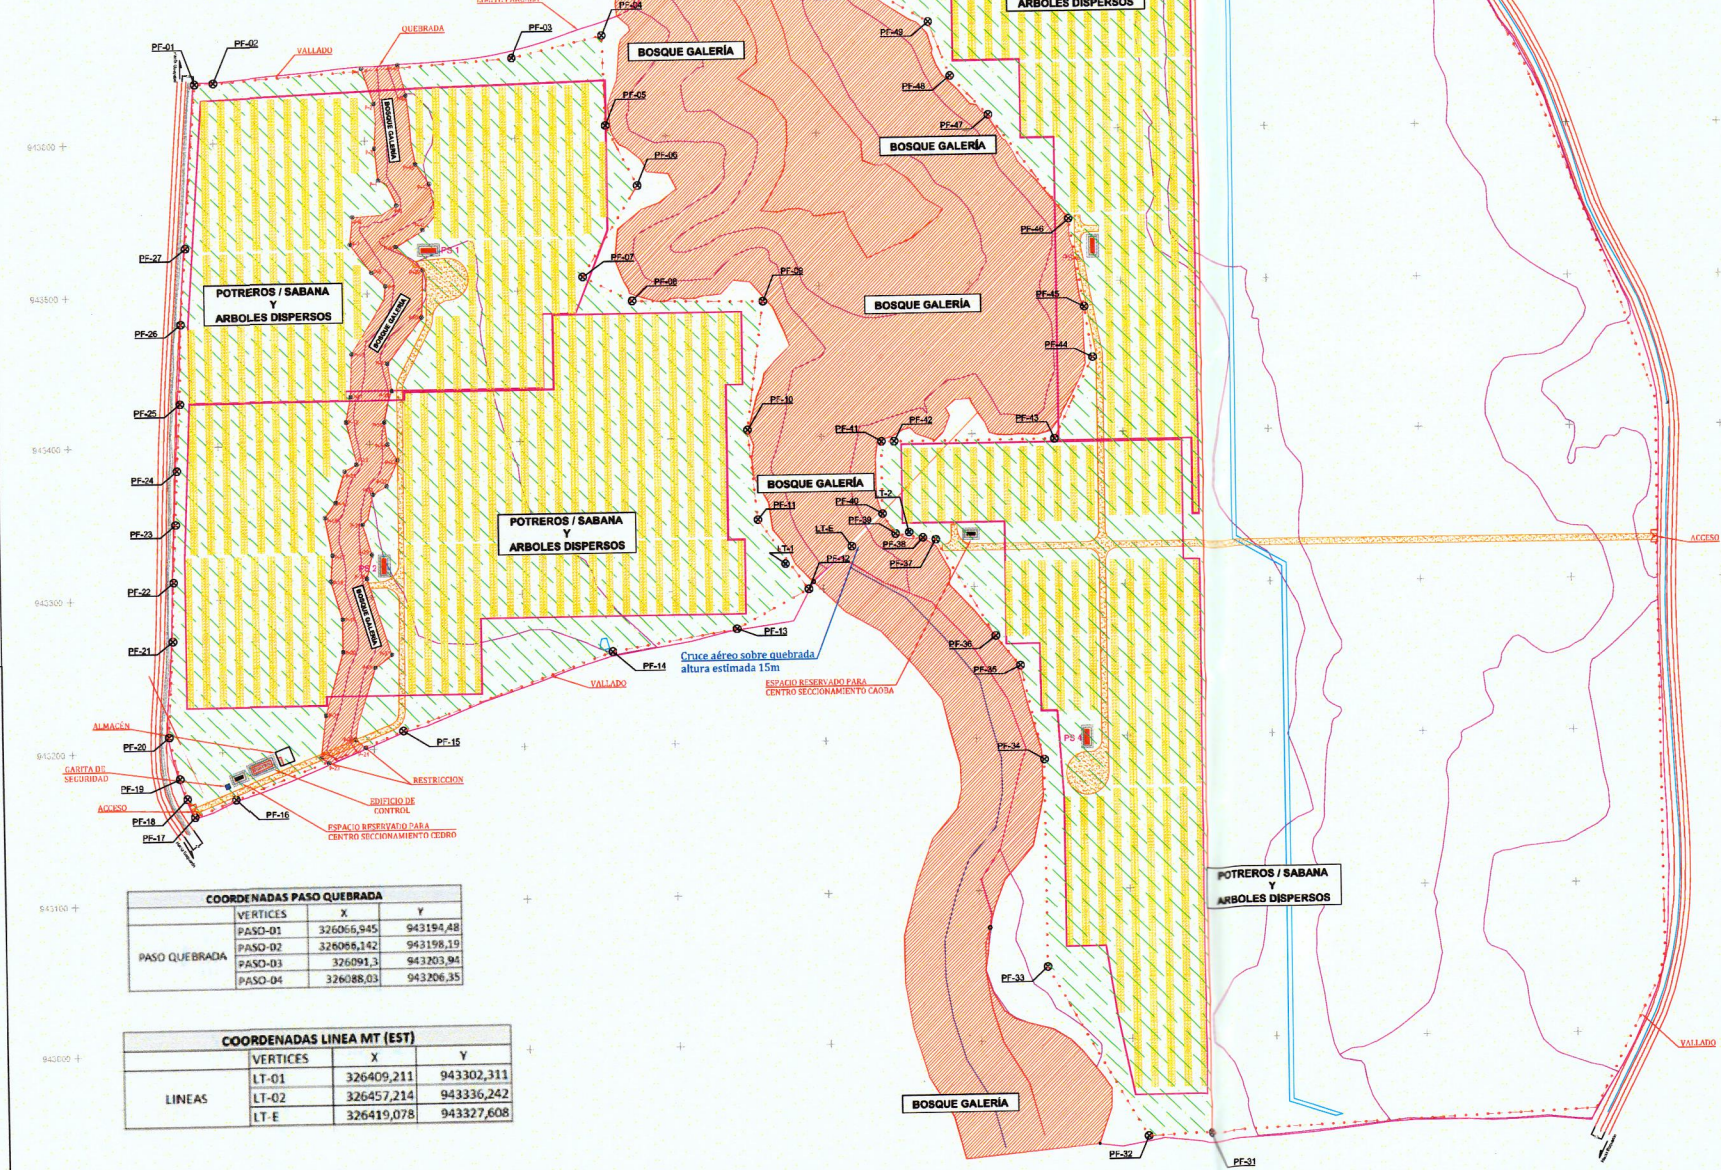 PF-04
ARBOLES DISPERSOS
PF-03
QUEBRADA
PF-49
PF-01
PF-02
VALLADO
BOSQUE GALERÍA
PF-48
PF-05
PF-47
BOSQUE GALERIA
BOSQUE GALERÍA
943600
PF-06
PF-46
PF-27
PS 1
PF-07
PF-08
PF-09
POTREROS / SABANA
Y
ARBOLES DISPERSOS
943500
BOSQUE GALERÍA
PF-45
BOSQUE GALERIA
PF-26
PF-44
PF-25
PF-10
PF-41
PF-42
PF-43
943400
PF-24
BOSQUE GALERÍA
LT-2
PF-40
PF-11
PF-39
POTREROS / SABANA
Y
ARBOLES DISPERSOS
PF-23
LT-E
PF-38
ACCESO
LT-1
PF-12
PF-37
PS 2
PF-22
943300
BOSQUE GALERIA
PF-13
PF-36
PF-21
PF-14
Cruce aéreo sobre quebrada
altura estimada 15m
PF-35
VALLADO
ESPACIO RESERVADO PARA
CENTRO SECCIONAMIENTO CAOBA
ALMACÉN
PF-20
PF-15
PS 4
PF-34
943200
GARITA DE
SEGURIDAD
RESTRICCION
PF-19
ACCESO
EDIFICIO DE
CONTROL
PF-16
PF-18
ESPACIO RESERVADO PARA
CENTRO SECCIONAMIENTO CEDRO
PF-17
POTREROS / SABANA
Y
ARBOLES DISPERSOS
943100
COORDENADAS PASO QUEBRADA
VERTICES X Y
PASO QUEBRADA
PASO-01 326066,945 943194,48
PASO-02 326066,142 943198,19
PASO-03 326091,3 943203,94
PASO-04 326088,03 943206,35
PF-33
VALLADO
943000
COORDENADAS LINEA MT (EST)
VERTICES X Y
LINEAS
LT-01 326409,211 943302,311
LT-02 326457,214 943336,242
LT-E 326419,078 943327,608
BOSQUE GALERÍA
PF-32
PF-31